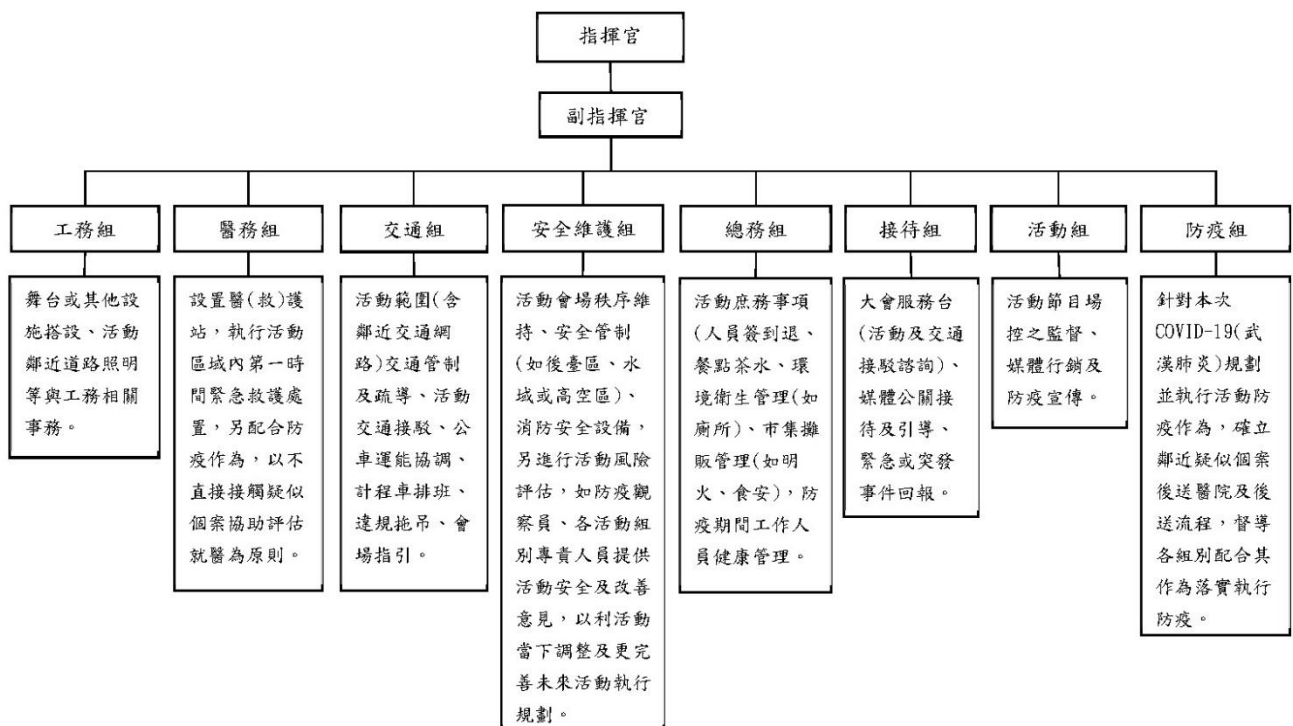 指揮官
副指揮官
工務組
醫務組
交通組
安全維護組
總務組
接待組
活動組
防疫組
舞台或其他設
施搭設、活動
鄰近道路照明
等與工務相關
事務。
設置醫(救)護
站，執行活動
區域內第一時
間緊急救護處
置，另配合防
疫作為，以不
直接接觸疑似
個案協助評估
就醫為原則。
活動範圍(含
鄰近交通網
路)交通管制
及疏導、活動
交通接駁、公
車運能協調、
計程車排班、
違規拖吊、會
場指引。
活動會場秩序維
持、安全管制
(如後臺區、水
域或高空區)、
消防安全設備，
另進行活動風險
評估，如防疫觀
察員、各活動組
別專責人員提供
活動安全及改善
意見，以利活動
當下調整及更完
善未來活動執行
規劃。
活動庶務事項
(人員簽到退、
餐點茶水、環
境衛生管理(如
廁所)、市集攤
販管理(如明
火、食安)，防
疫期間工作人
員健康管理。
大會服務台
(活動及交通
接駁諮詢)、
媒體公關接
待及引導、
緊急或突發
事件回報。
活動節目場
控之監督、
媒體行銷及
防疫宣傳。
針對本次
COVID-19(武
漢肺炎)規劃
並執行活動防
疫作為，確立
鄰近疑似個案
後送醫院及後
送流程，督導
各組別配合其
作為落實執行
防疫。